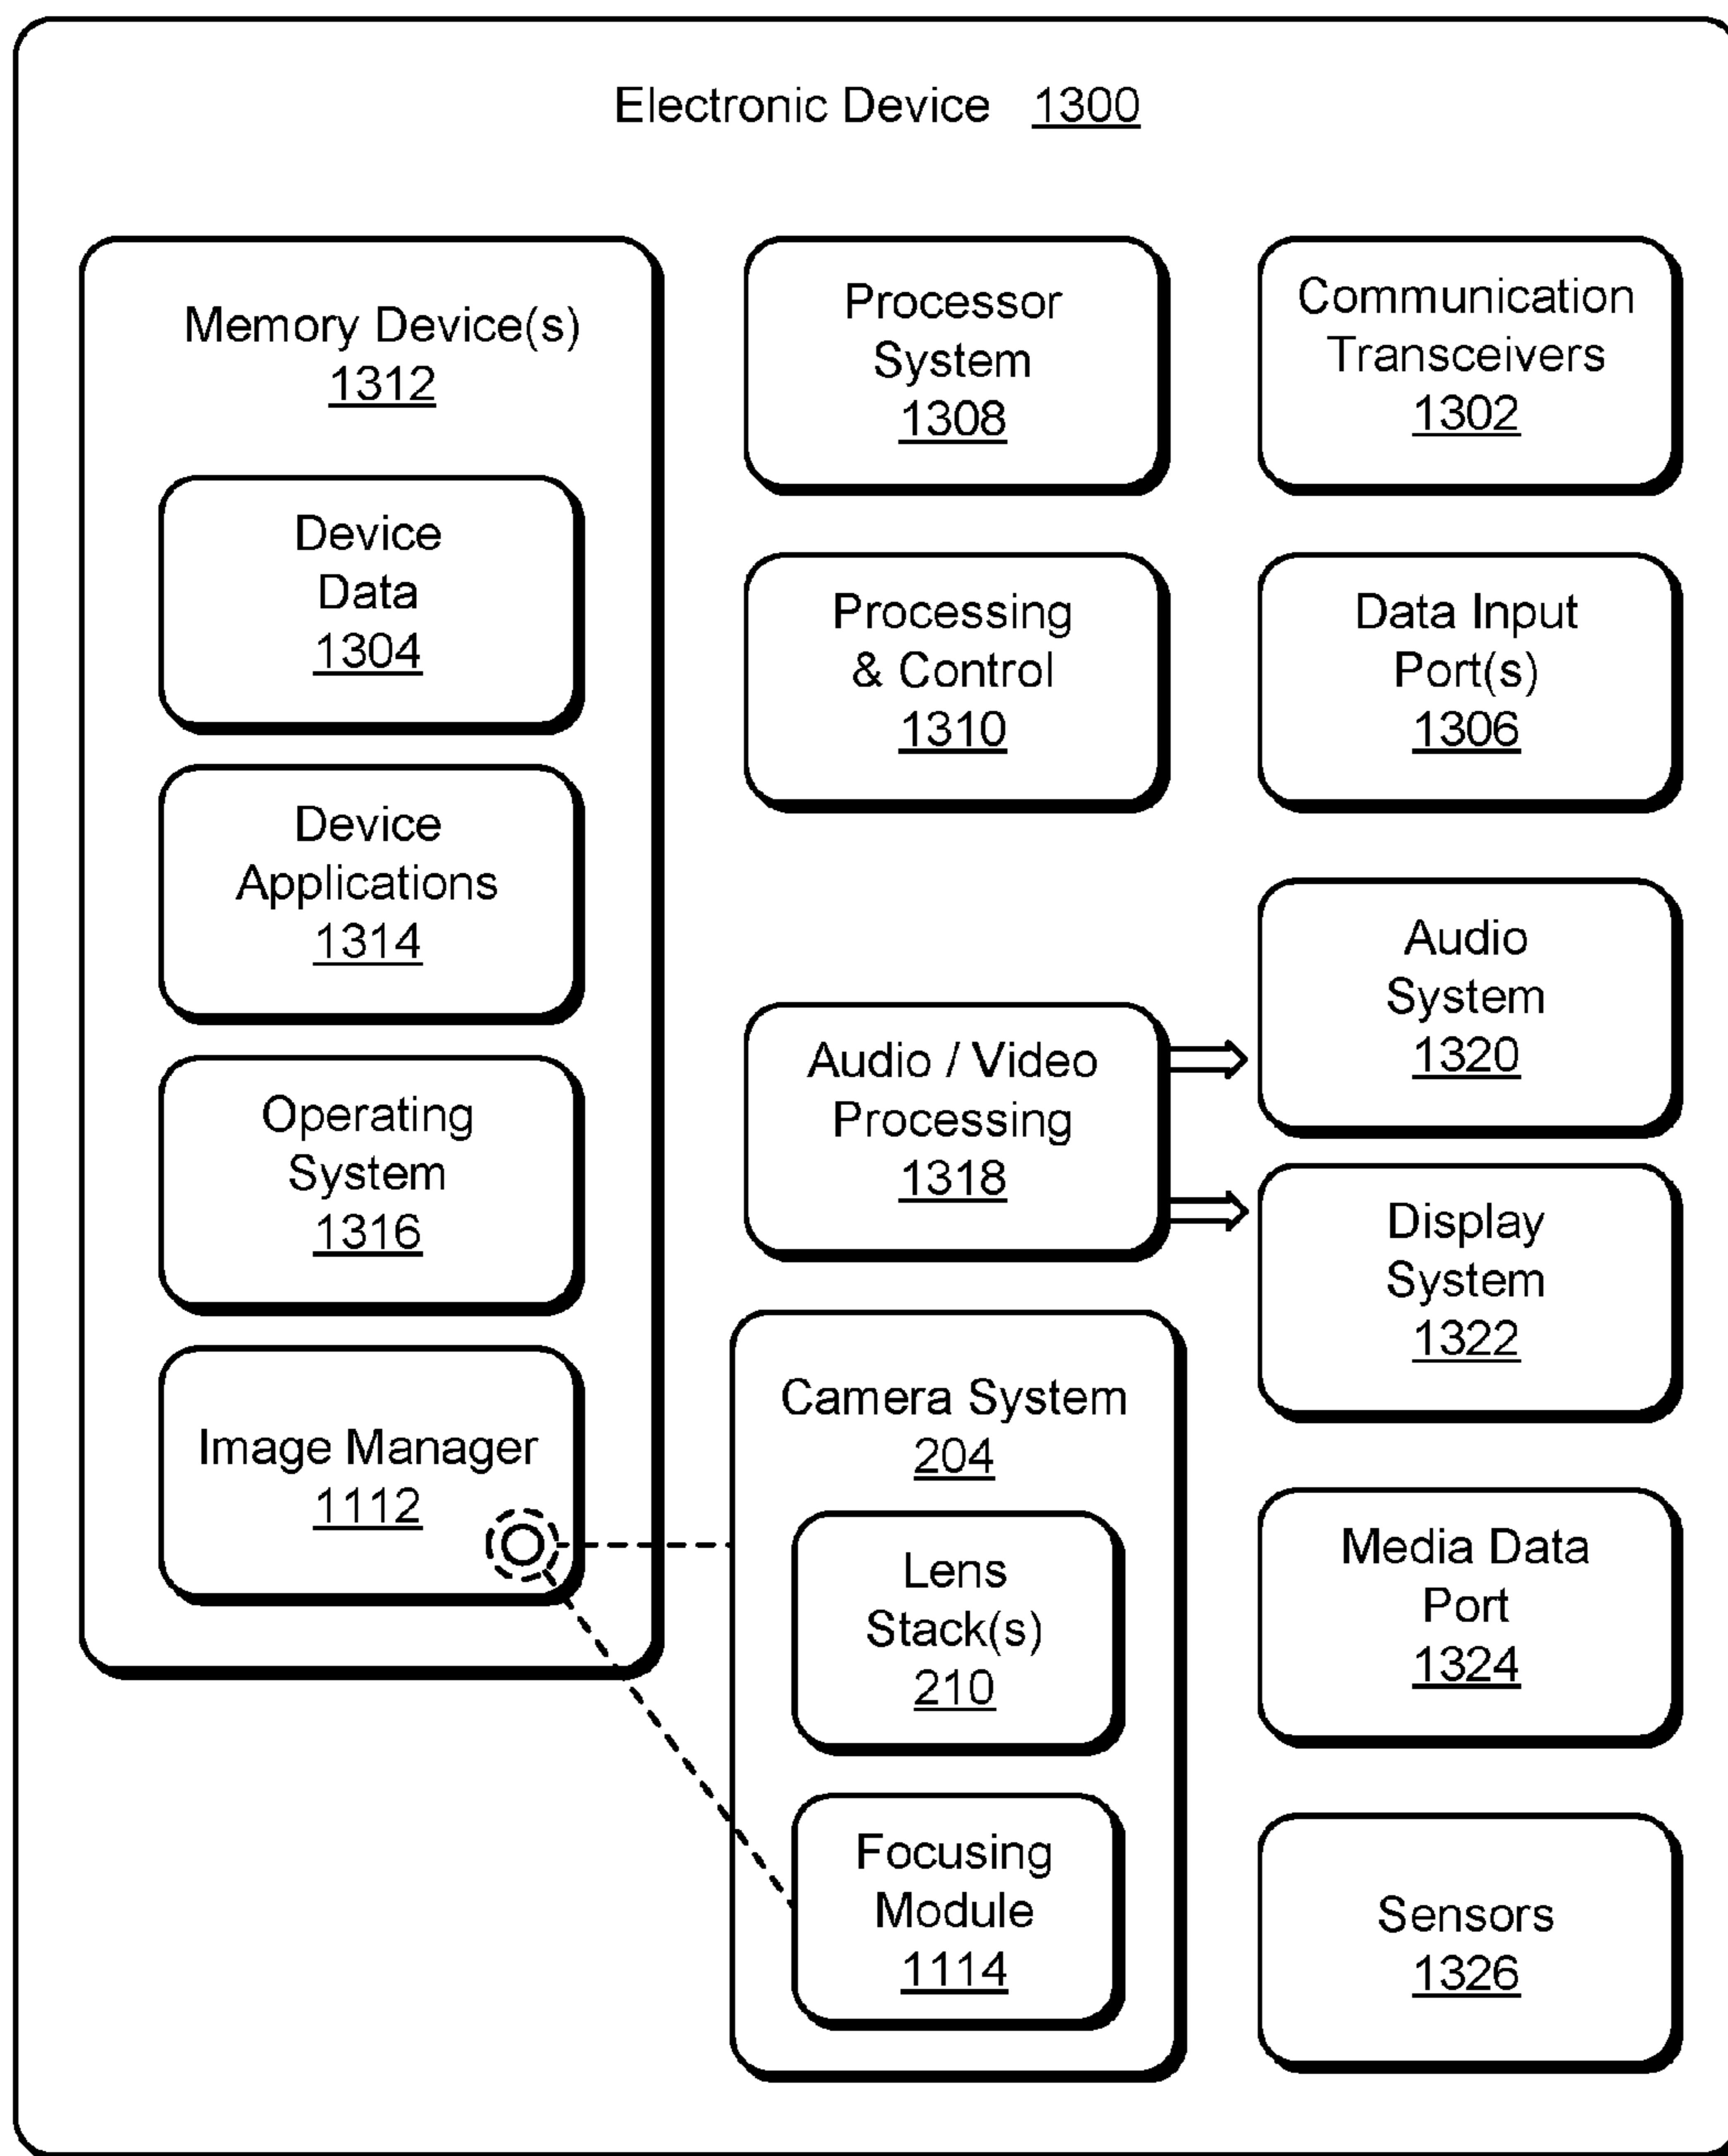 Electronic Device 1300
Memory Device(s)
1312
Device
Data
1304
Device
Applications
1314
Operating
System
1316
Image Manager
1112
Processor
System
1308
Processing
& Control
1310
Audio / Video
Processing
1318
Camera System
204
Lens
Stack(s)
210
Focusing
Module
1114
Communication
Transceivers
1302
Data Input
Port(s)
1306
Audio
System
1320
Display
System
1322
Media Data
Port
1324
Sensors
1326